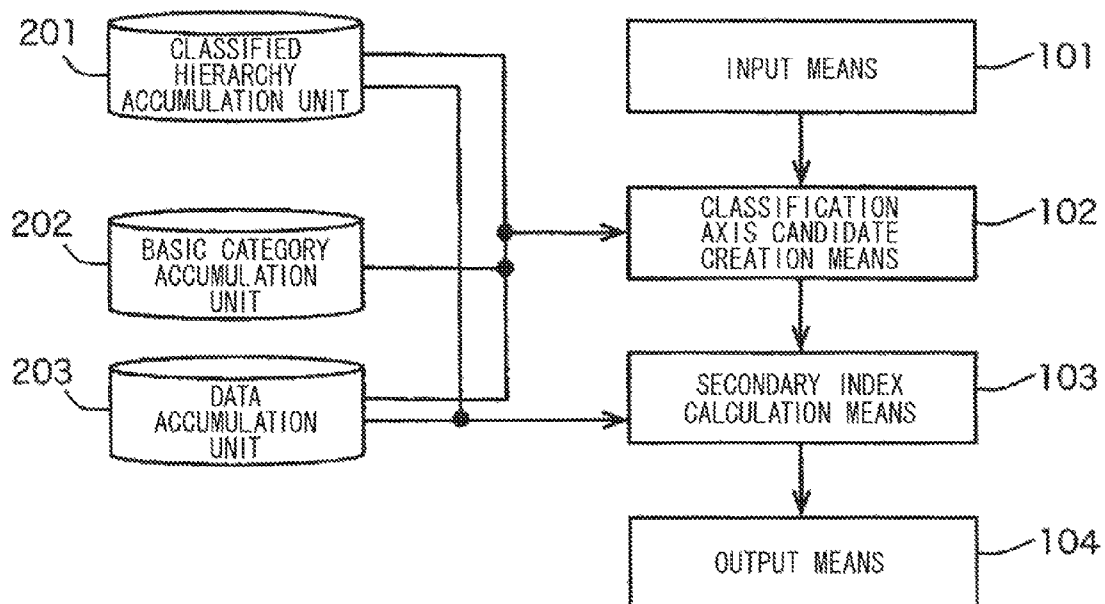 201
CLASSIFIED
HIERARCHY
ACCUMULATION UNIT
INPUT MEANS
101
202
BASIC CATEGORY
ACCUMULATION
UNIT
CLASSIFICATION
AXIS CANDIDATE
CREATION MEANS
102
203
DATA
ACCUMULATION
UNIT
SECONDARY INDEX
CALCULATION MEANS
103
OUTPUT MEANS
104